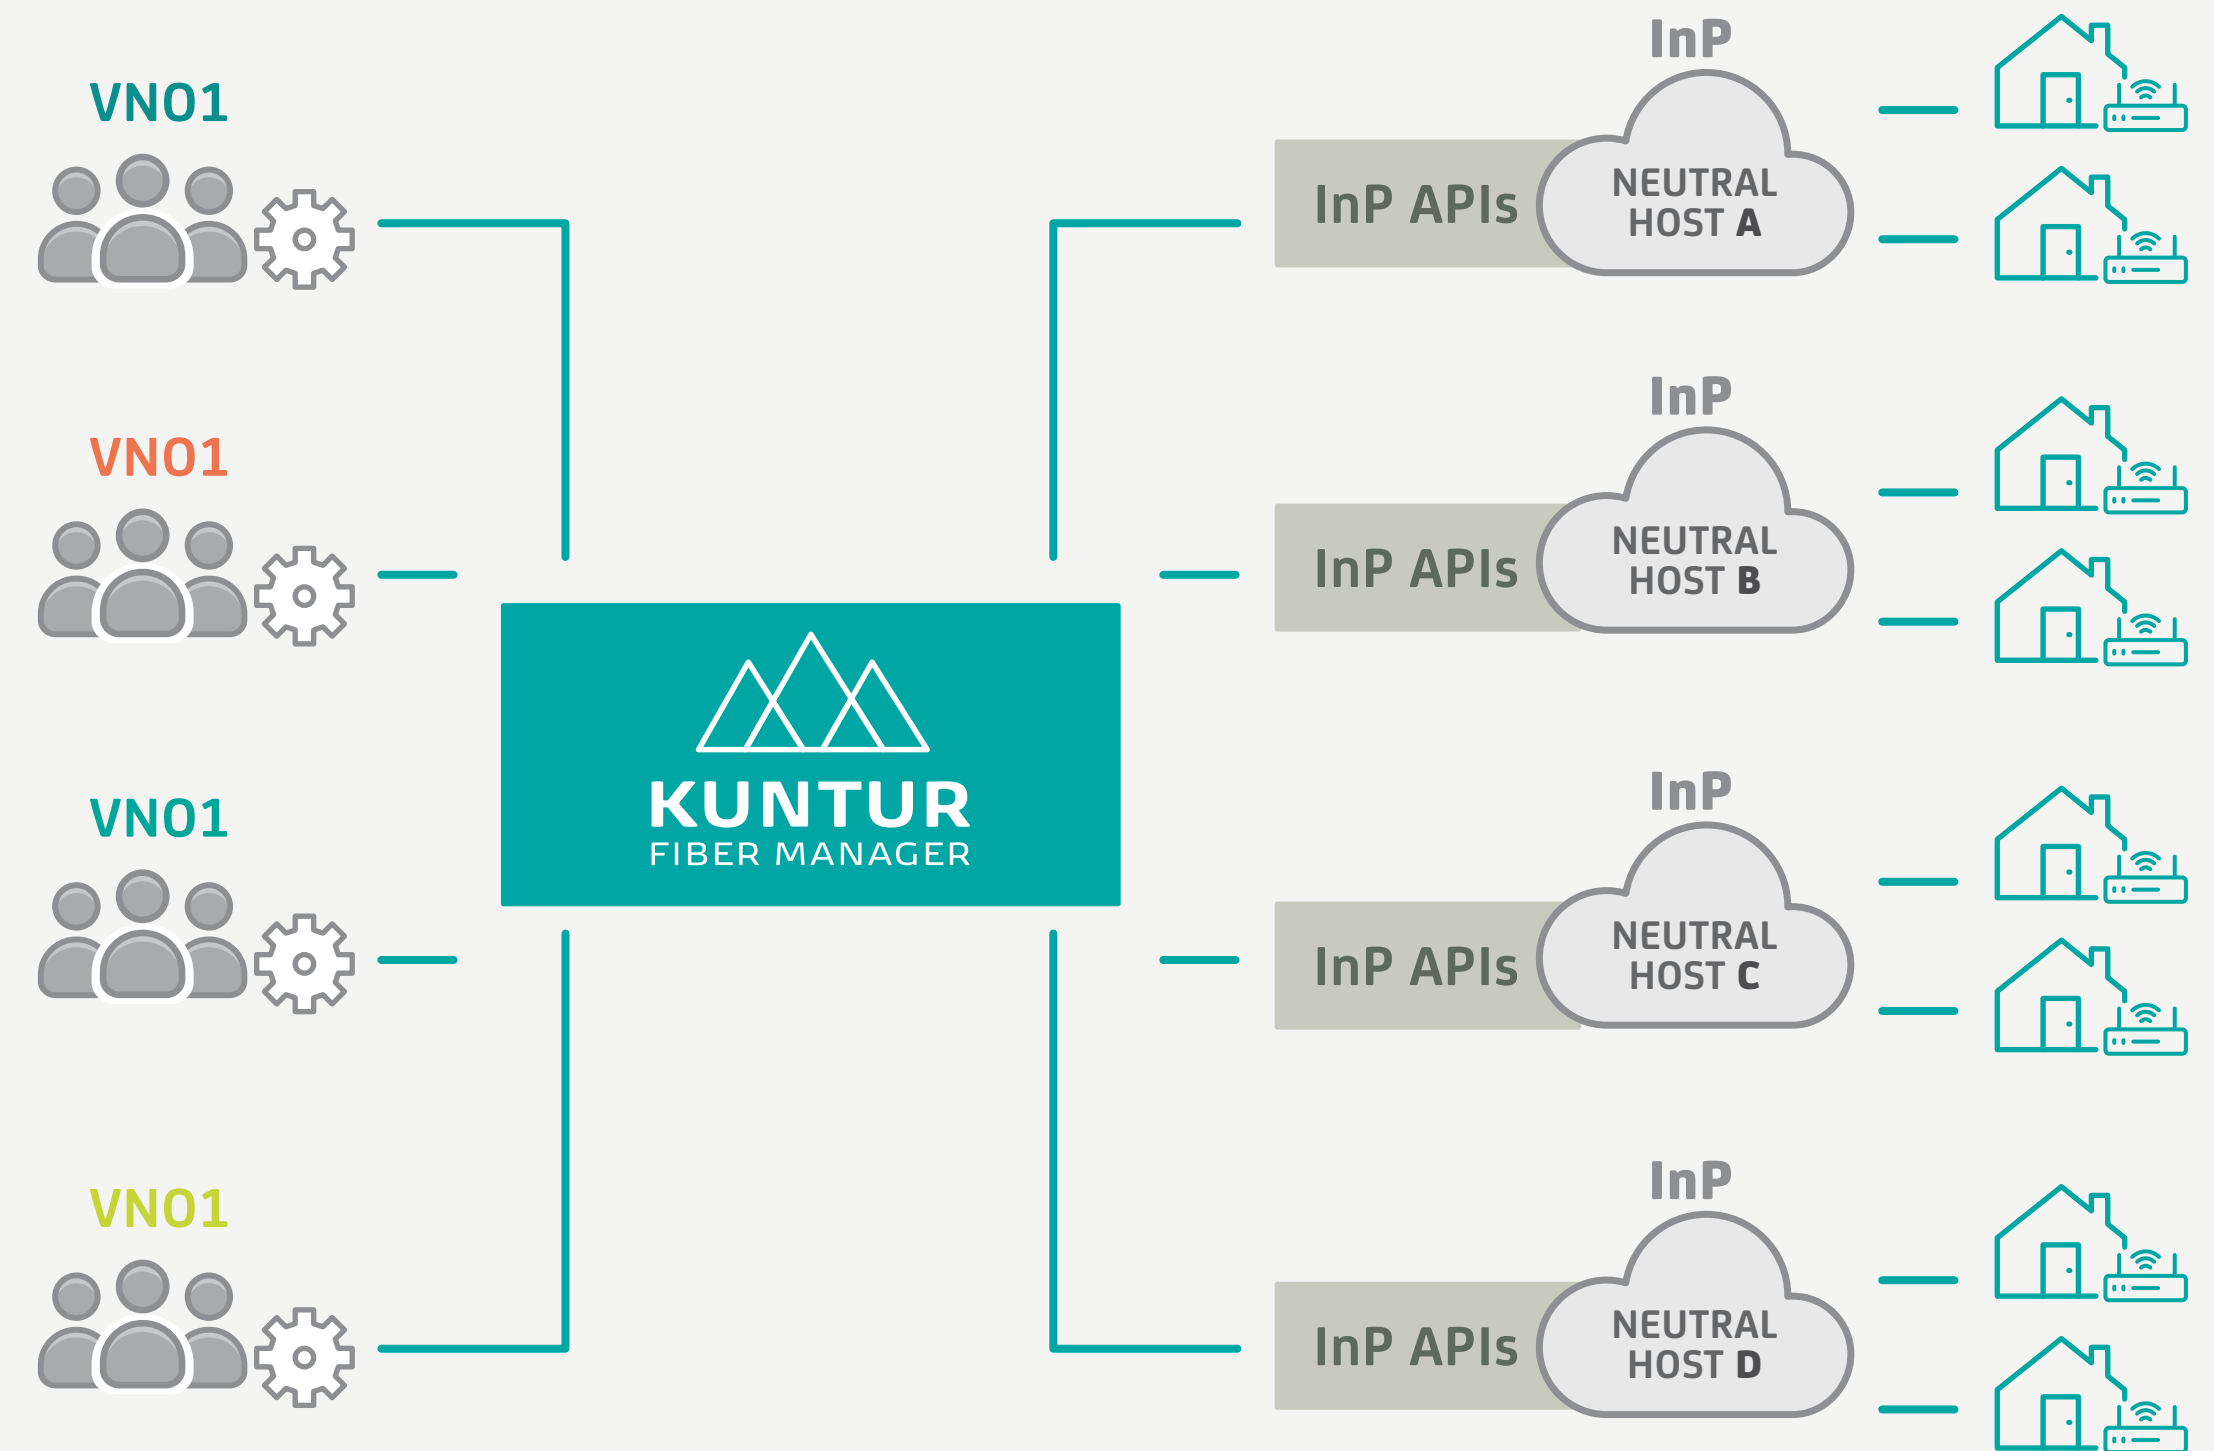 VNO1
VNO1
VNO1
VNO1
KUNTUR
FIBER MANAGER
InP
InP APIs
NEUTRAL
HOST A
InP
InP APIs
NEUTRAL
HOST B
InP
InP APIs
NEUTRAL
HOST C
InP
InP APIs
NEUTRAL
HOST D